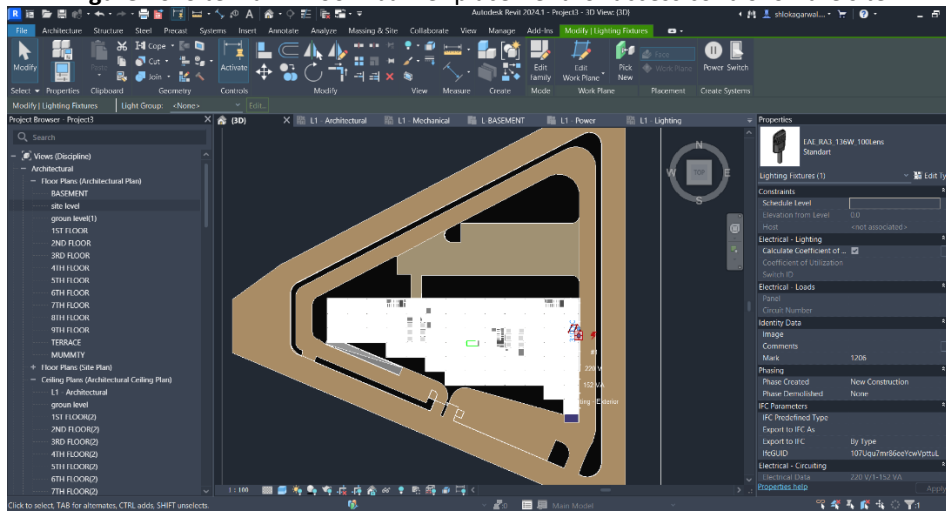 Autodesk Revit 2024.1 - Project3 - 3D View: {3D}
shlokagarwal...
File Architecture Structure Steel Precast Systems Insert Annotate Analyze Massing & Site Collaborate View Manage Add-Ins Modify | Lighting Fixtures
Modify
Paste
Cope
Cut
Join
Activate
Edit Family
Edit Work Plane
Pick New
Face
Work Plane
Power Switch
Select Properties Clipboard Geometry Controls Modify View Measure Create Mode Work Plane Placement Create Systems
Modify | Lighting Fixtures Light Group: <None> Edit...
Project Browser - Project3
{3D} L1 - Architectural L1 - Mechanical L-BASEMENT L1 - Power L1 - Lighting
Properties
Search
Views (Discipline)
Architectural
Floor Plans (Architectural Plan)
BASEMENT
site level
groun level(1)
1ST FLOOR
2ND FLOOR
3RD FLOOR
4TH FLOOR
5TH FLOOR
6TH FLOOR
7TH FLOOR
8TH FLOOR
9TH FLOOR
TERRACE
MUMMTY
Floor Plans (Site Plan)
Ceiling Plans (Architectural Ceiling Plan)
L1 - Architectural
groun level
1ST FLOOR(2)
2ND FLOOR(2)
3RD FLOOR(2)
4TH FLOOR(2)
5TH FLOOR(2)
6TH FLOOR(2)
7TH FLOOR(2)
N
W TOP E
S
#1
220 V
152 VA
Exterior
1 : 100
EAE_RA3_136W_100Lens
Standart
Lighting Fixtures (1) Edit Ty
Constraints
Schedule Level
Elevation from Level 0.0
Host <not associated>
Electrical - Lighting
Calculate Coefficient of ...
Coefficient of Utilization
Switch ID
Electrical - Loads
Panel
Circuit Number
Identity Data
Image
Comments
Mark 1206
Phasing
Phase Created New Construction
Phase Demolished None
IFC Parameters
IFC Predefined Type
Export to IFC As
Export to IFC By Type
IfcGUID
Electrical - Circuiting
Electrical Data 220 V/1-152 VA
Properties help Apply
Click to select, TAB for alternates, CTRL adds, SHIFT unselects.
:0 Main Model :1